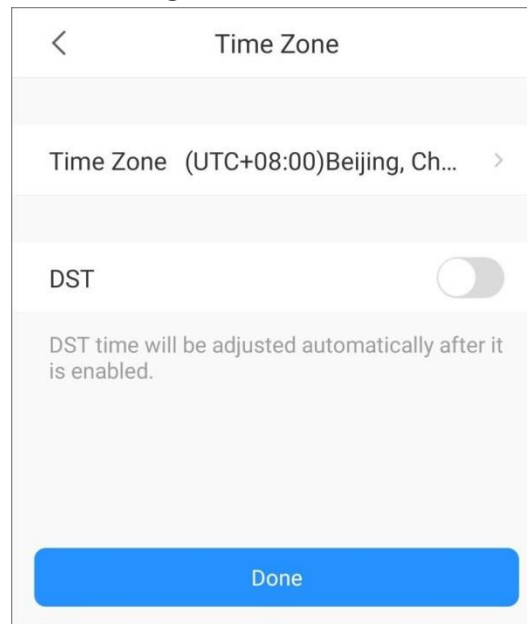 Time Zone
Time Zone (UTC+08:00)Beijing, Ch...
DST
DST time will be adjusted automatically after it
is enabled.
Done